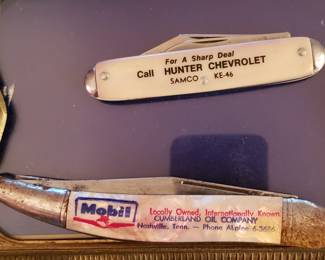 For A Sharp Deal
Call HUNTER CHEVROLET
SAMCO KE-46
Mobil
Locally Owned, Internationally Known
CUMBERLAND OIL COMPANY
Nashville, Tenn. — Phone Alpine 6-5686